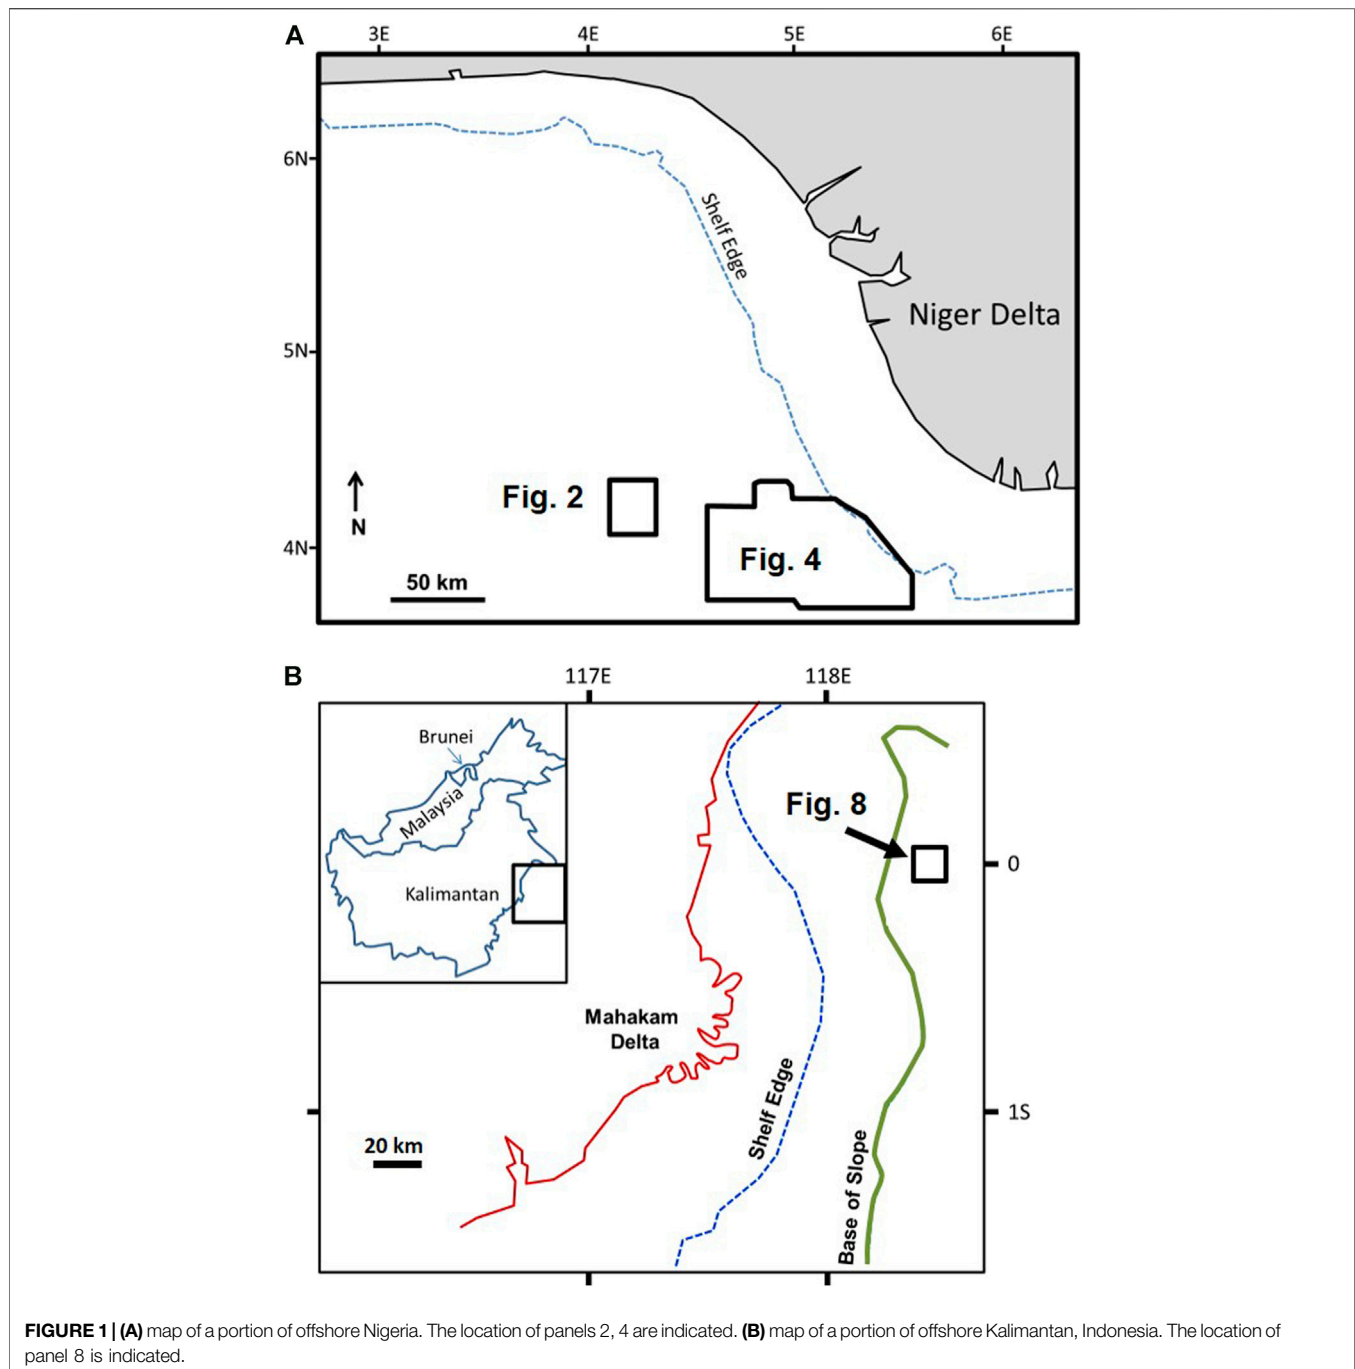 A
3E 4E 5E 6E
6N
Shelf Edge
Niger Delta
5N
Fig. 2
N
4N
Fig. 4
50 km
B
117E 118E
Brunei
Malaysia
Kalimantan
Fig. 8
0
Mahakam
Delta
Shelf Edge
1S
20 km
Base of Slope
FIGURE 1 | (A) map of a portion of offshore Nigeria. The location of panels 2, 4 are indicated. (B) map of a portion of offshore Kalimantan, Indonesia. The location of
panel 8 is indicated.